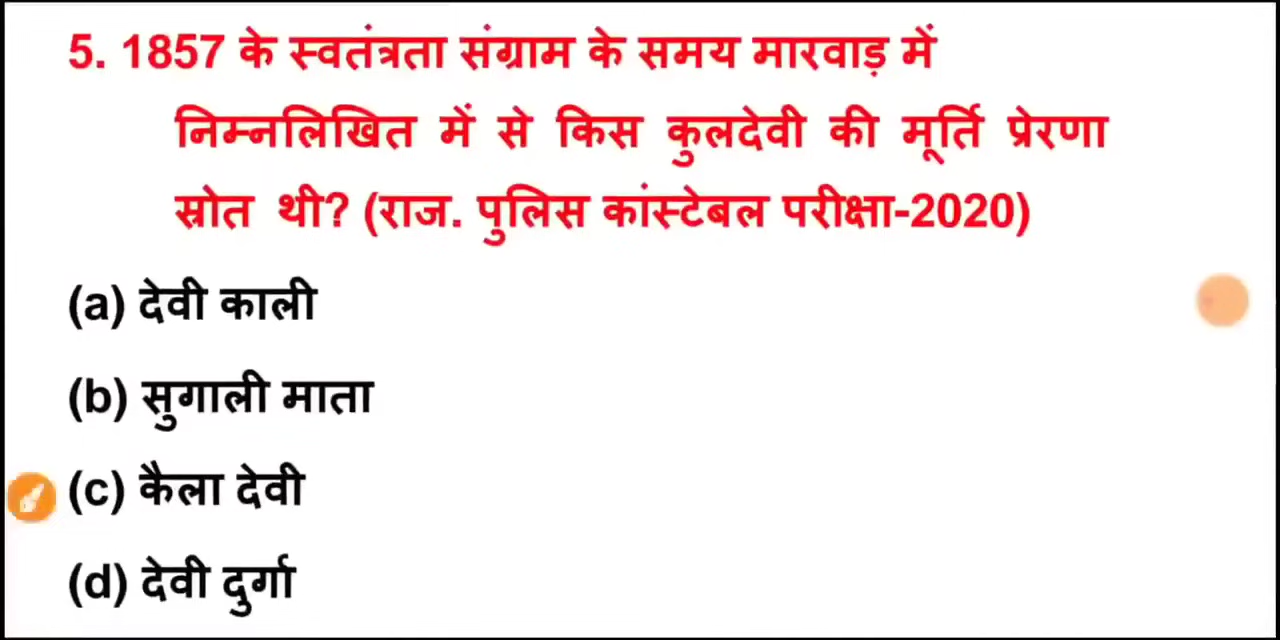 5. 1857 के स्वतंत्रता संग्राम के समय मारवाड़ में
निम्नलिखित में से किस कुलदेवी की मूर्ति प्रेरणा
स्रोत थी? (राज. पुलिस कांस्टेबल परीक्षा-2020)
(a) देवी काली
(b) सुगाली माता
(c) कैला देवी
(d) देवी दुर्गा